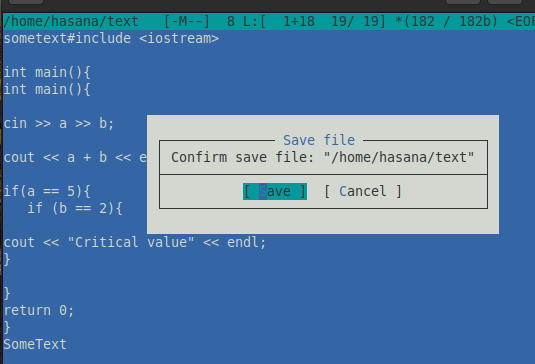 /home/hasana/text [-M--] 8 L:[ 1+18 19/ 19] *(182 / 182b) <EOF
sometext#include <iostream>
int main(){
int main(){
cin >> a >> b;
Save file
Confirm save file: "/home/hasana/text"
cout << a + b << e
if(a == 5){
[ Save ] [ Cancel ]
if (b == 2){
cout << "Critical value" << endl;
}
}
return 0;
}
SomeText